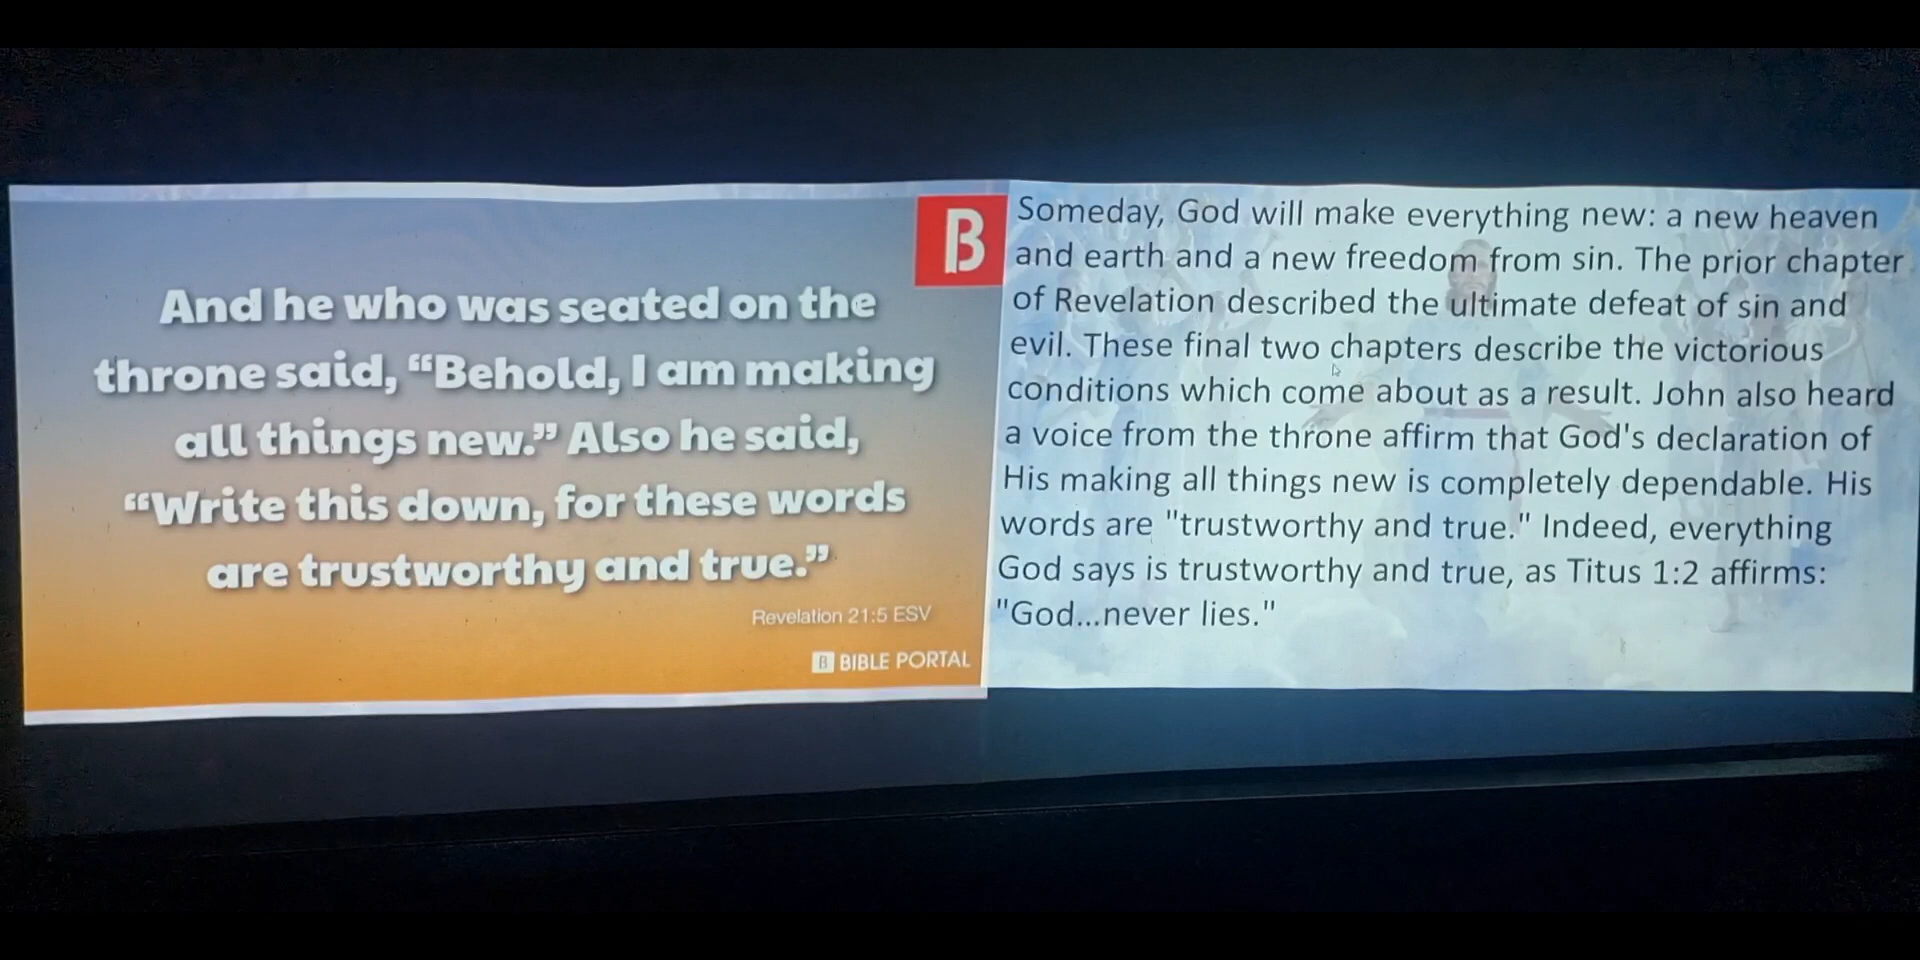 And he who was seated on the
throne said, “Behold, I am making
all things new.” Also he said,
“Write this down, for these words
are trustworthy and true.”
Revelation 21:5 ESV
B BIBLE PORTAL
B
Someday, God will make everything new: a new heaven
and earth and a new freedom from sin. The prior chapter
of Revelation described the ultimate defeat of sin and
evil. These final two chapters describe the victorious
conditions which come about as a result. John also heard
a voice from the throne affirm that God's declaration of
His making all things new is completely dependable. His
words are "trustworthy and true." Indeed, everything
God says is trustworthy and true, as Titus 1:2 affirms:
"God...never lies."